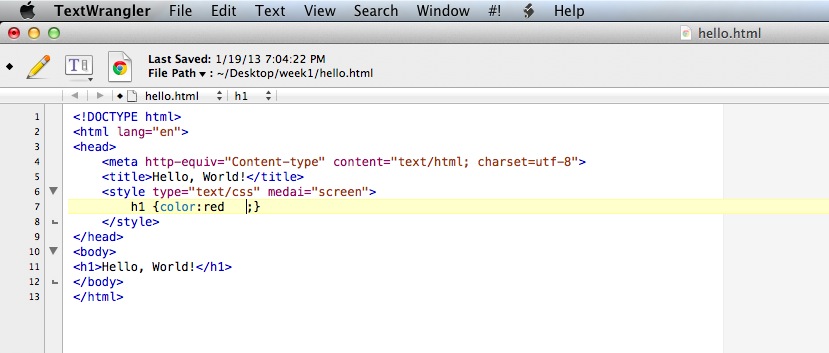 TextWrangler File Edit Text View Search Window #! Help
hello.html
Last Saved: 1/19/13 7:04:22 PM
File Path ▾ : ~/Desktop/week1/hello.html
hello.html h1
1 <!DOCTYPE html>
2 <html lang="en">
3 <head>
4     <meta http-equiv="Content-type" content="text/html; charset=utf-8">
5     <title>Hello, World!</title>
6     <style type="text/css" medai="screen">
7         h1 {color:red   ;}
8     </style>
9 </head>
10 <body>
11 <h1>Hello, World!</h1>
12 </body>
13 </html>